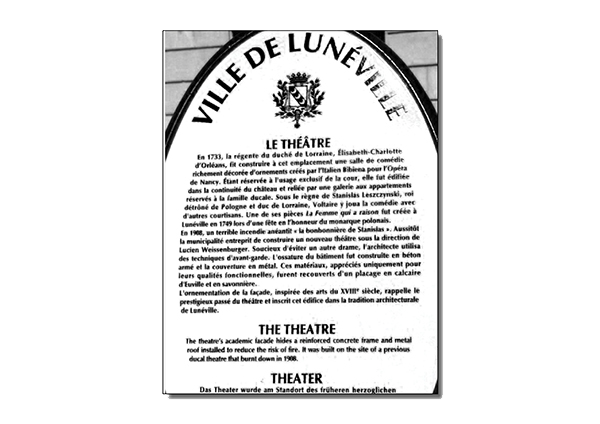 VILLE DE LUNÉVILLE
LE THÉÂTRE
En 1733, la régente du duché de Lorraine, Élisabeth-Charlotte
d'Orléans, fit construire à cet emplacement une salle de comédie
richement décorée d'ornements créés par l'Italien Bibiena pour l'Opéra
de Nancy. Étant réservée à l'usage exclusif de la cour, elle fut édifiée
dans la continuité du château et reliée par une galerie aux appartements
réservés à la famille ducale. Sous le règne de Stanislas Leszczynski, roi
détrôné de Pologne et duc de Lorraine, Voltaire y joua la comédie avec
d'autres courtisans. Une de ses pièces La Femme qui a raison fut créée à
Lunéville en 1749 lors d'une fête en l'honneur du monarque polonais.
En 1908, un terrible incendie anéantit « la bonbonnière de Stanislas ». Aussitôt
la municipalité entreprit de construire un nouveau théâtre sous la direction de
Lucien Weissenburger. Soucieux d'éviter un autre drame, l'architecte utilisa
des techniques d'avant-garde. L'ossature du bâtiment fut construite en béton
armé et la couverture en métal. Ces matériaux, appréciés uniquement pour
leurs qualités fonctionnelles, furent recouverts d'un placage en calcaire
d'Euville et en savonnière.
L'ornementation de la façade, inspirée des arts du XVIIIe siècle, rappelle le
prestigieux passé du théâtre et inscrit cet édifice dans la tradition architecturale
de Lunéville.
THE THEATRE
The theatre's academic facade hides a reinforced concrete frame and metal
roof installed to reduce the risk of fire. It was built on the site of a previous
ducal theatre that burnt down in 1908.
THEATER
Das Theater wurde am Standort des früheren herzoglichen